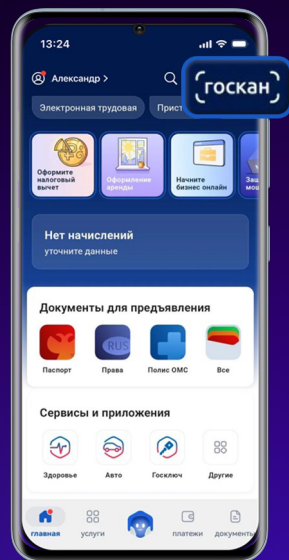 13:24
Александр >
госкан
Электронная трудовая
Прист
Оформите
налоговый
вычет
Оформление
аренды
Начните
бизнес онлайн
Защ
мош
Нет начислений
уточните данные
Документы для предъявления
RUS
Паспорт
Права
Полис ОМС
Все
Сервисы и приложения
Здоровье
Авто
Госключ
Другие
главная
услуги
платежи
документы